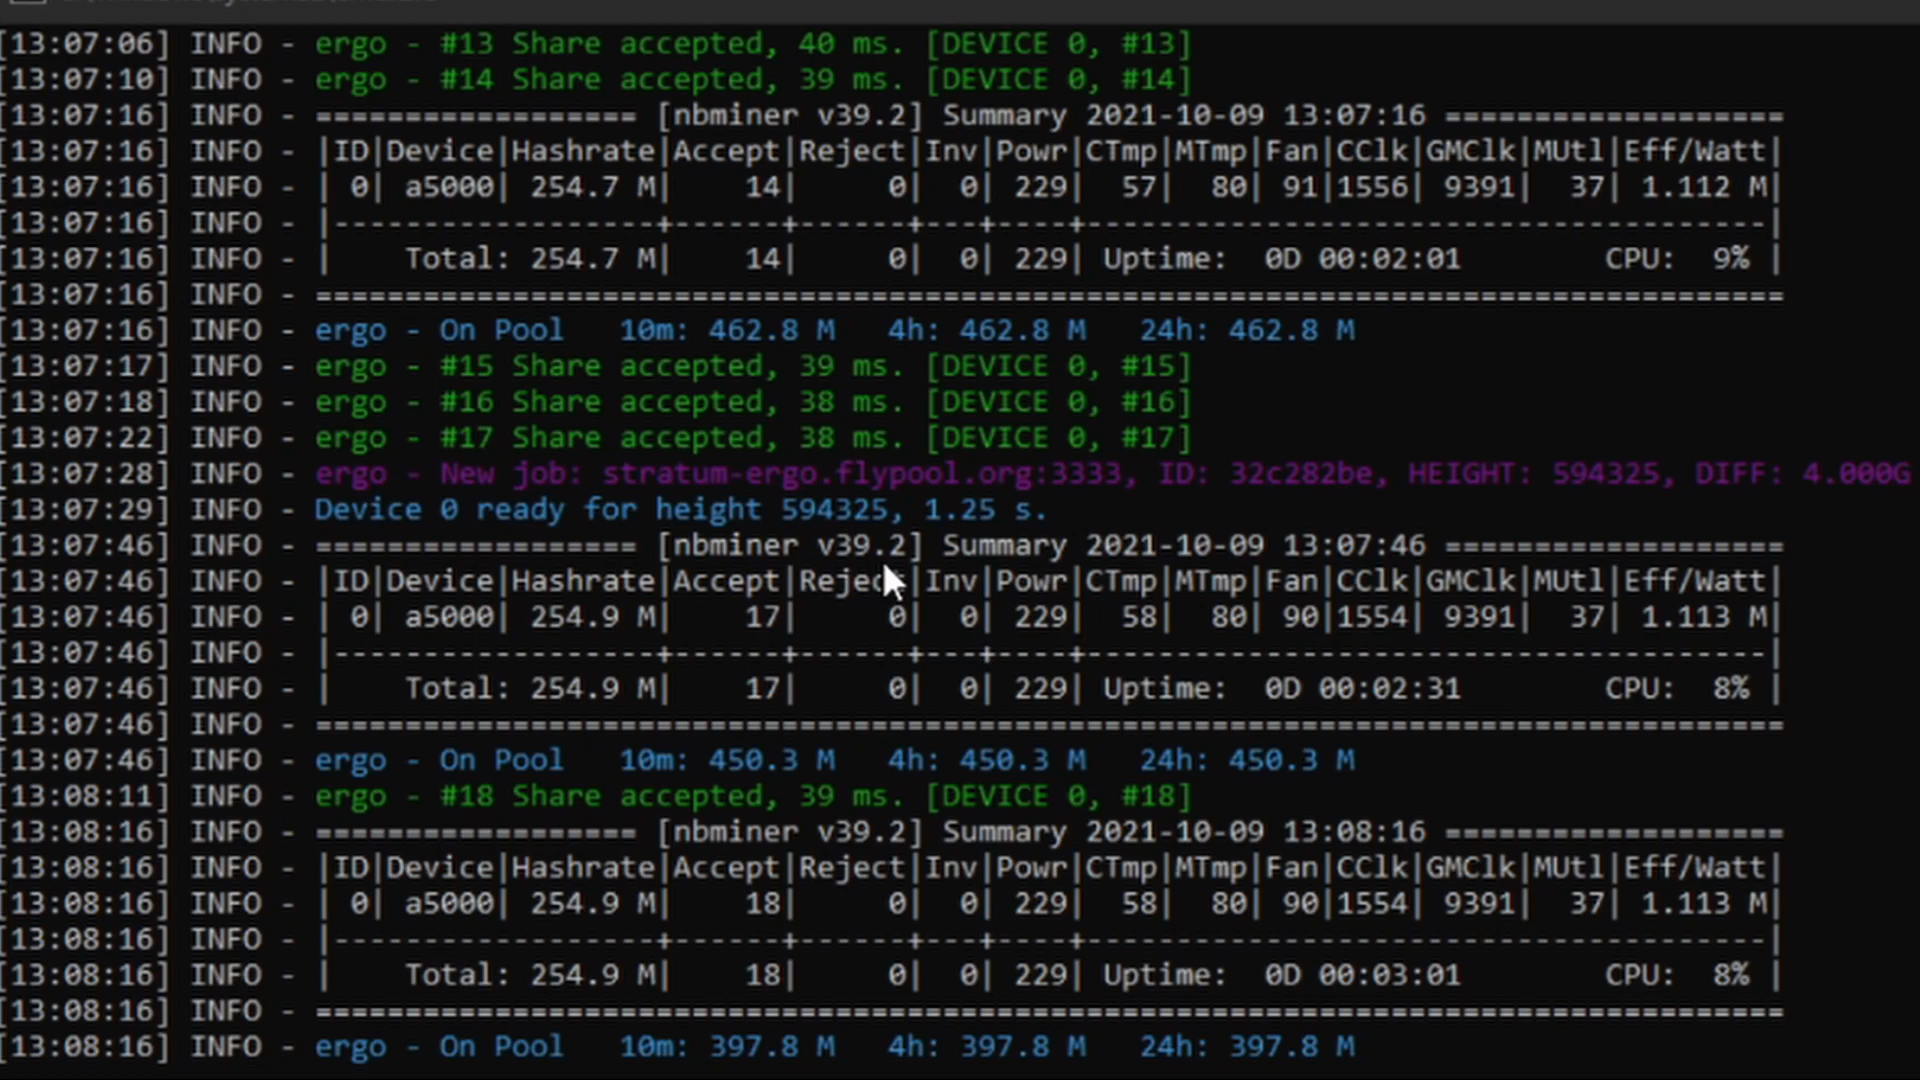 [13:07:06] INFO - ergo - #13 Share accepted, 40 ms. [DEVICE 0, #13]
[13:07:10] INFO - ergo - #14 Share accepted, 39 ms. [DEVICE 0, #14]
[13:07:16] INFO - ================== [nbminer v39.2] Summary 2021-10-09 13:07:16 ===================
[13:07:16] INFO - |ID|Device|Hashrate|Accept|Reject|Inv|Powr|CTmp|MTmp|Fan|CClk|GMClk|MUtl|Eff/Watt|
[13:07:16] INFO - | 0| a5000| 254.7 M|    14|     0|  0| 229|  57|  80| 91|1556| 9391|  37| 1.112 M|
[13:07:16] INFO - |------------------+------+------+---+----+--------------------------------------|
[13:07:16] INFO - |    Total: 254.7 M|    14|     0|  0| 229| Uptime:  0D 00:02:01        CPU:  9% |
[13:07:16] INFO - ==================================================================================
[13:07:16] INFO - ergo - On Pool   10m: 462.8 M   4h: 462.8 M   24h: 462.8 M
[13:07:17] INFO - ergo - #15 Share accepted, 39 ms. [DEVICE 0, #15]
[13:07:18] INFO - ergo - #16 Share accepted, 38 ms. [DEVICE 0, #16]
[13:07:22] INFO - ergo - #17 Share accepted, 38 ms. [DEVICE 0, #17]
[13:07:28] INFO - ergo - New job: stratum-ergo.flypool.org:3333, ID: 32c282be, HEIGHT: 594325, DIFF: 4.000G
[13:07:29] INFO - Device 0 ready for height 594325, 1.25 s.
[13:07:46] INFO - ================== [nbminer v39.2] Summary 2021-10-09 13:07:46 ===================
[13:07:46] INFO - |ID|Device|Hashrate|Accept|Reject|Inv|Powr|CTmp|MTmp|Fan|CClk|GMClk|MUtl|Eff/Watt|
[13:07:46] INFO - | 0| a5000| 254.9 M|    17|     0|  0| 229|  58|  80| 90|1554| 9391|  37| 1.113 M|
[13:07:46] INFO - |------------------+------+------+---+----+--------------------------------------|
[13:07:46] INFO - |    Total: 254.9 M|    17|     0|  0| 229| Uptime:  0D 00:02:31        CPU:  8% |
[13:07:46] INFO - ==================================================================================
[13:07:46] INFO - ergo - On Pool   10m: 450.3 M   4h: 450.3 M   24h: 450.3 M
[13:08:11] INFO - ergo - #18 Share accepted, 39 ms. [DEVICE 0, #18]
[13:08:16] INFO - ================== [nbminer v39.2] Summary 2021-10-09 13:08:16 ===================
[13:08:16] INFO - |ID|Device|Hashrate|Accept|Reject|Inv|Powr|CTmp|MTmp|Fan|CClk|GMClk|MUtl|Eff/Watt|
[13:08:16] INFO - | 0| a5000| 254.9 M|    18|     0|  0| 229|  58|  80| 90|1554| 9391|  37| 1.113 M|
[13:08:16] INFO - |------------------+------+------+---+----+--------------------------------------|
[13:08:16] INFO - |    Total: 254.9 M|    18|     0|  0| 229| Uptime:  0D 00:03:01        CPU:  8% |
[13:08:16] INFO - ==================================================================================
[13:08:16] INFO - ergo - On Pool   10m: 397.8 M   4h: 397.8 M   24h: 397.8 M